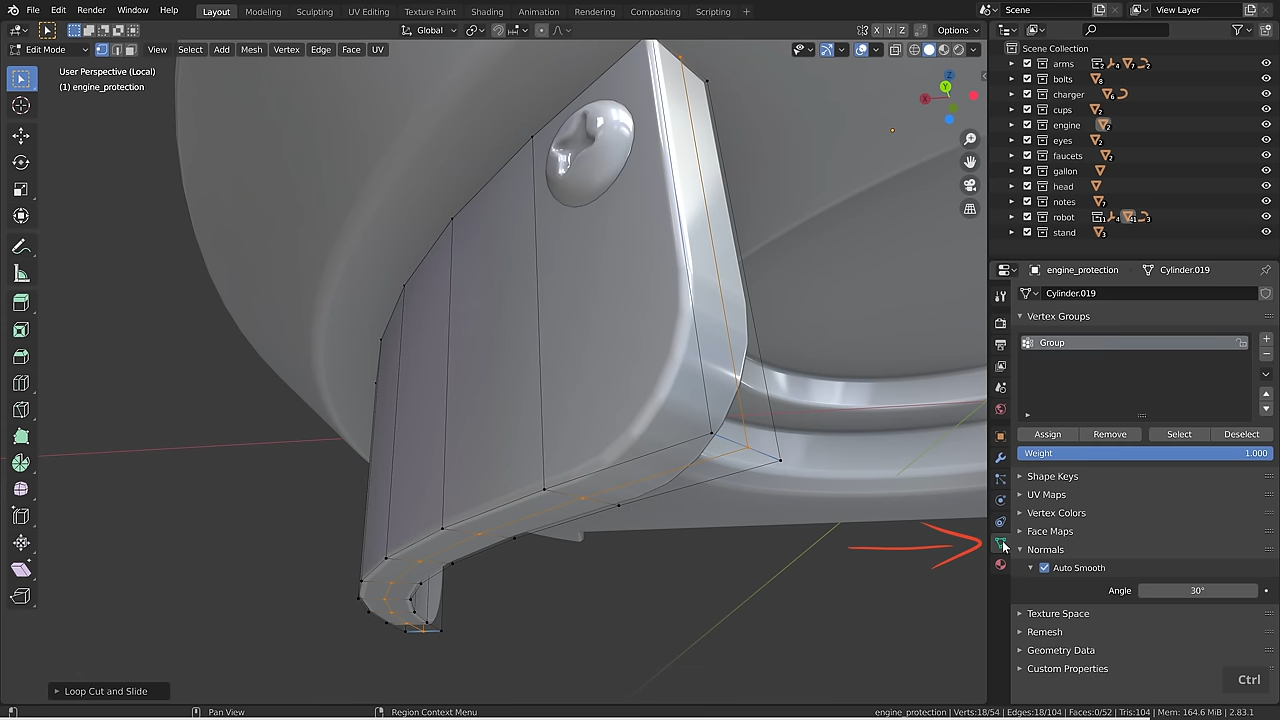 File Edit Render Window Help Layout Modeling Sculpting UV Editing Texture Paint Shading Animation Rendering Compositing Scripting Scene View Layer
Global Options
Edit Mode View Select Add Mesh Vertex Edge Face UV
X Y Z
User Perspective (Local)
(1) engine_protection
Z
Y
X
Scene Collection
arms
bolts
charger
cups
engine
eyes
faucets
gallon
head
notes
robot
stand
engine_protection Cylinder.019
Cylinder.019
Vertex Groups
Group
Assign Remove Select Deselect
Weight 1.000
Shape Keys
UV Maps
Vertex Colors
Face Maps
Normals
Auto Smooth
Angle 30°
Texture Space
Remesh
Geometry Data
Custom Properties
Ctrl
Loop Cut and Slide
Pan View Region Context Menu engine_protection | Verts:18/54 | Edges:18/104 | Faces:0/52 | Tris:104 | Mem: 164.6 MiB | 2.83.1